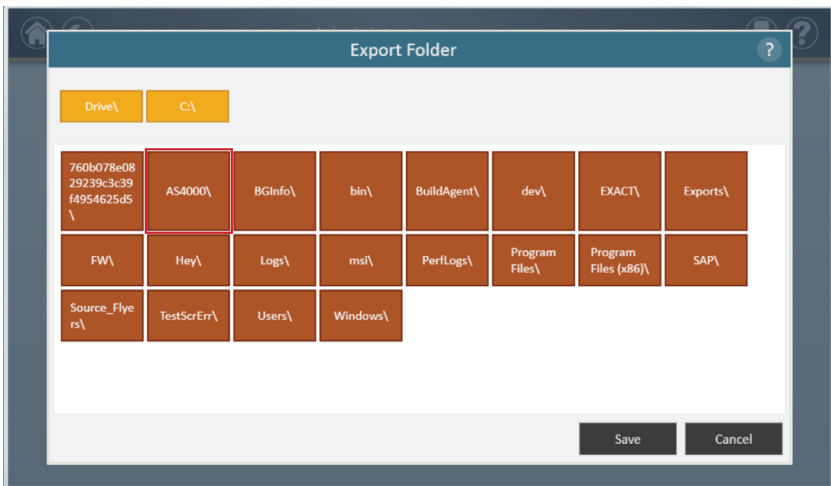 Export Folder
?
?
Drive\
C:\
760b078e08
29239c3c39
f4954625d5
\
AS4000\
BGInfo\
bin\
BuildAgent\
dev\
EXACT\
Exports\
FW\
Hey\
Logs\
msi\
PerfLogs\
Program
Files\
Program
Files (x86)\
SAP\
Source_Flye
rs\
TestScrErr\
Users\
Windows\
Save
Cancel